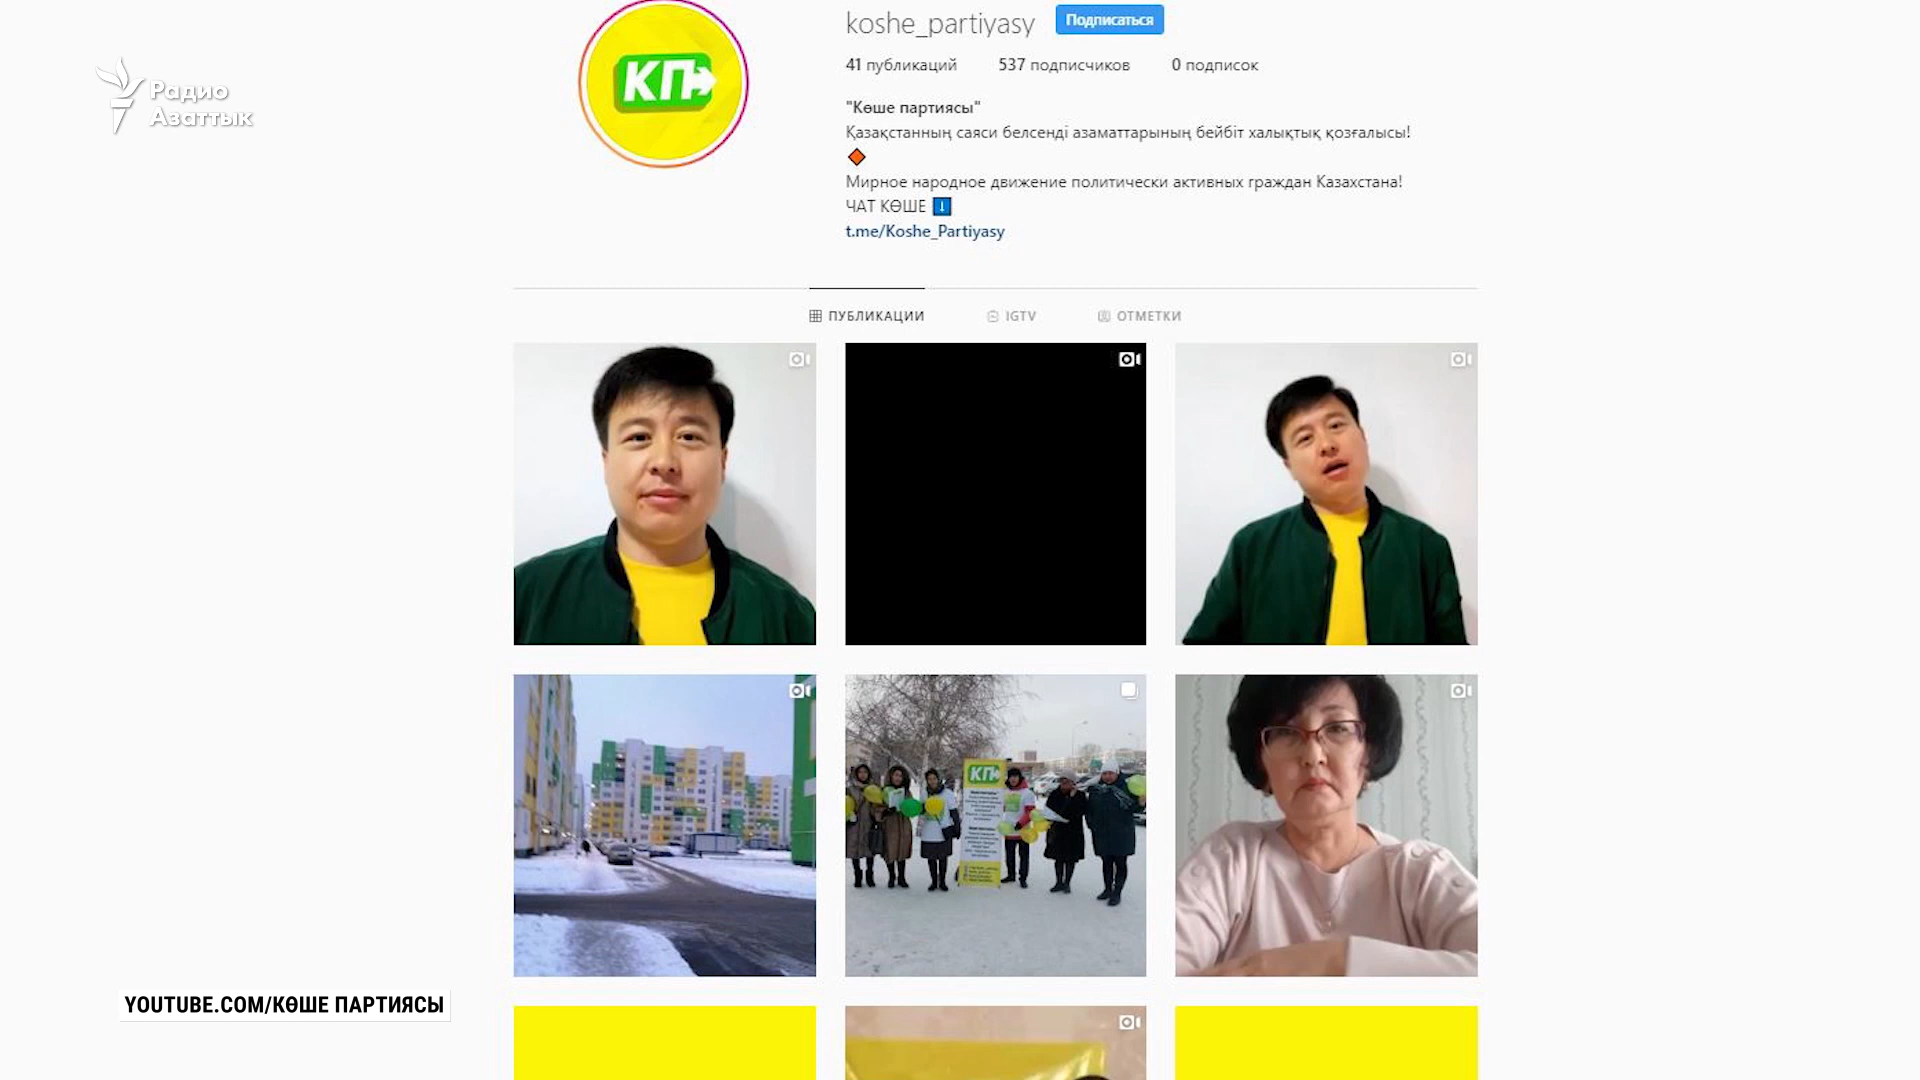 koshe_partiyasy
Подписаться
Радио
Азаттык
КП
41 публикаций 537 подписчиков 0 подписок
"Көше партиясы"
Қазақстанның саяси белсенді азаматтарының бейбіт халықтық қозғалысы!
Мирное народное движение политически активных граждан Казахстана!
ЧАТ КӨШЕ
t.me/Koshe_Partiyasy
ПУБЛИКАЦИИ IGTV ОТМЕТКИ
КП
YOUTUBE.COM/КӨШЕ ПАРТИЯСЫ